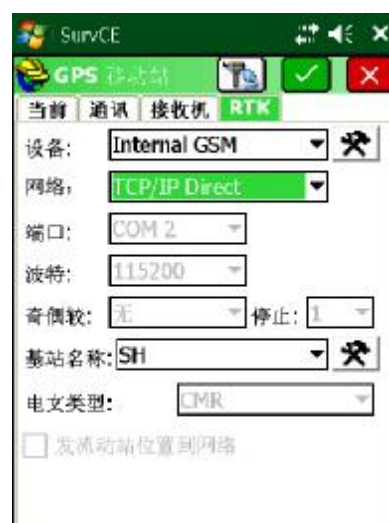 SurvCE
GPS 移动站
当前 通讯 接收机 RTK
设备: Internal GSM
网络: TCP/IP Direct
端口: COM 2
波特: 115200
奇偶较: 无 停止: 1
基站名称: SH
电文类型: CMR
发流动站位置到网络